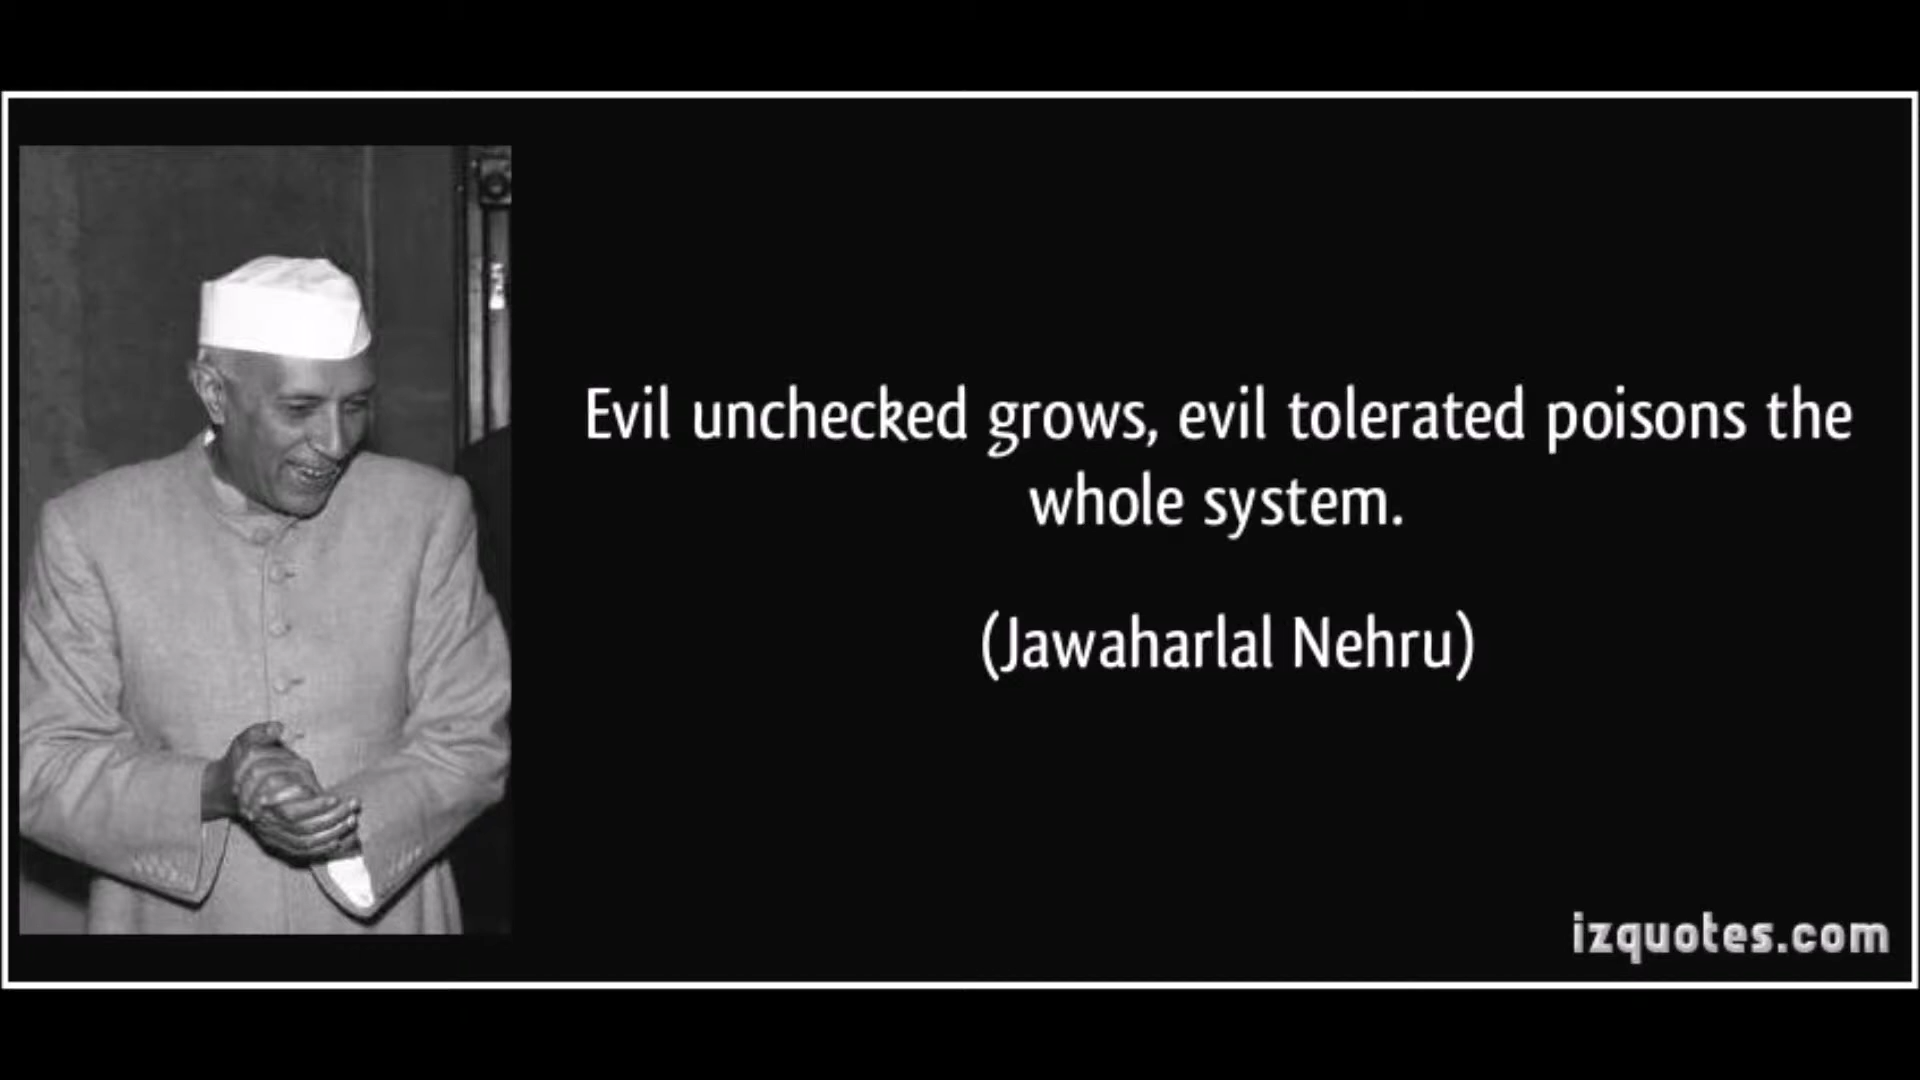 Evil unchecked grows, evil tolerated poisons the
whole system.
(Jawaharlal Nehru)
izquotes.com